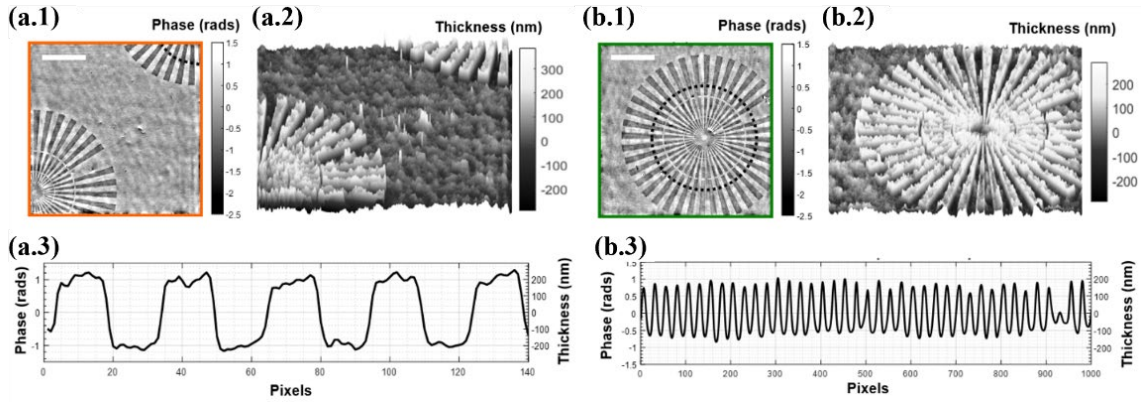 (a.1)
Phase (rads)
1.5
1
0.5
0
-0.5
-1
-1.5
-2
-2.5
(a.2)
Thickness (nm)
300
200
100
0
-100
-200
(b.1)
Phase (rads)
1.5
1
0.5
0
-0.5
-1
-1.5
-2
-2.5
(b.2)
Thickness (nm)
200
100
0
-100
-200
(a.3)
Phase (rads)
1
0
-1
Thickness (nm)
200
100
0
-100
-200
0 20 40 60 80 100 120 140
Pixels
(b.3)
Phase (rads)
1.5
1
0.5
0
-0.5
-1
-1.5
Thickness (nm)
200
100
0
-100
-200
0 100 200 300 400 500 600 700 800 900 1000
Pixels